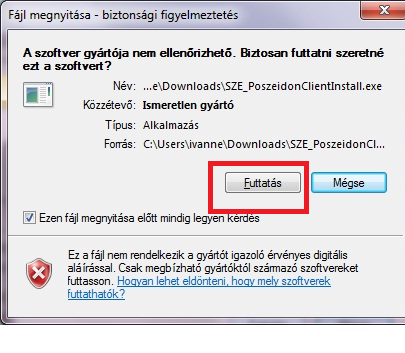 Fájl megnyitása - biztonsági figyelmeztetés
A szoftver gyártója nem ellenőrizhető. Biztosan futtatni szeretné
ezt a szoftvert?
Név: ...e\Downloads\SZE_PoszeidonClientInstall.exe
Közzétevő: Ismeretlen gyártó
Típus: Alkalmazás
Forrás: C:\Users\ivanne\Downloads\SZE_PoszeidonCl...
Futtatás Mégse
Ezen fájl megnyitása előtt mindig legyen kérdés
Ez a fájl nem rendelkezik a gyártót igazoló érvényes digitális
aláírással. Csak megbízható gyártóktól származó szoftvereket
futtasson. Hogyan lehet eldönteni, hogy mely szoftverek
futtathatók?